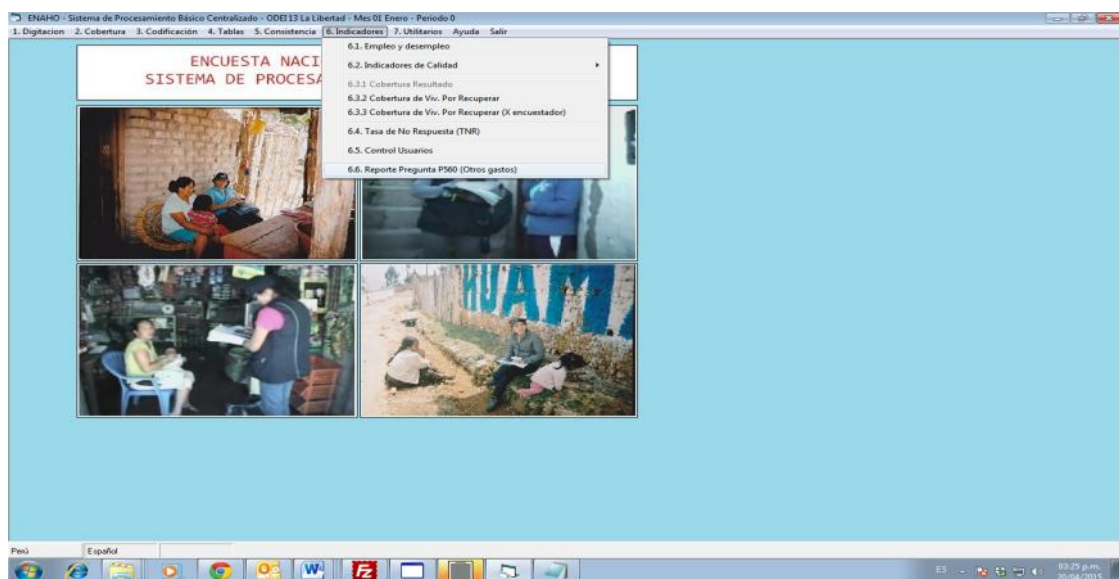 ENAHO - Sistema de Procesamiento Básico Centralizado - ODEI 13 La Libertad - Mes 01 Enero - Periodo 0
1. Digitacion 2. Cobertura 3. Codificación 4. Tablas 5. Consistencia 6. Indicadores 7. Utilitarios Ayuda Salir
ENCUESTA NACI
SISTEMA DE PROCESA
6.1. Empleo y desempleo
6.2. Indicadores de Calidad
6.3.1 Cobertura Resultado
6.3.2 Cobertura de Viv. Por Recuperar
6.3.3 Cobertura de Viv. Por Recuperar (X encuestador)
6.4. Tasa de No Respuesta (TNR)
6.5. Control Usuarios
6.6. Reporte Pregunta P560 (Otros gastos)
HUAM
Perú Español
ES 03:25 p.m.
20/04/2015